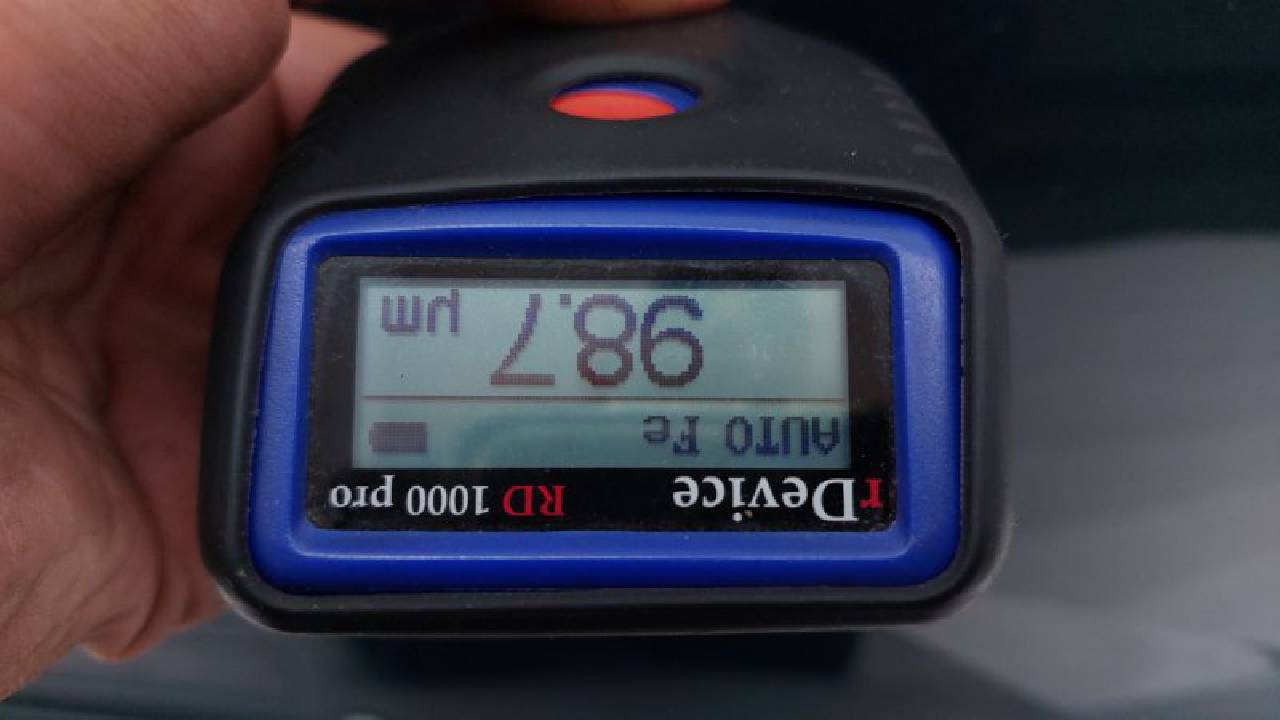 rDevice RD 1000 pro
AUTO Fe
98.7 µm